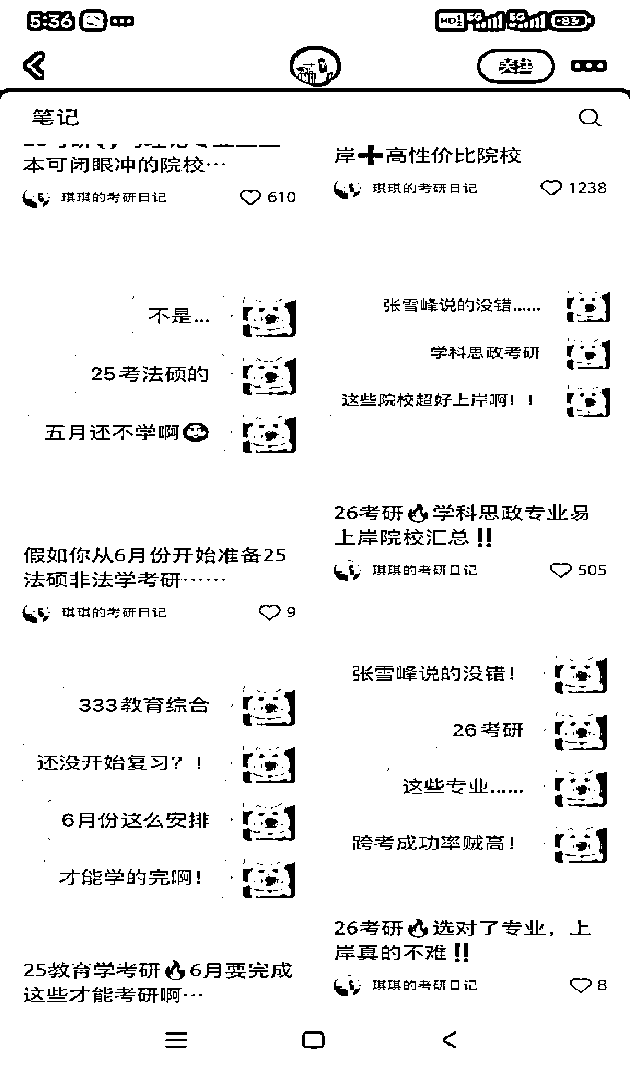 5:36
HD 5G 5G 83
关注
笔记
本可闭眼冲的院校…
琪琪的考研日记 610
岸➕高性价比院校
琪琪的考研日记 1238
不是...
25考法硕的
五月还不学啊
假如你从6月份开始准备25
法硕非法学考研……
琪琪的考研日记 9
张雪峰说的没错......
学科思政考研
这些院校超好上岸啊！！
26考研🔥学科思政专业易
上岸院校汇总‼️
琪琪的考研日记 505
333教育综合
还没开始复习？！
6月份这么安排
才能学的完啊！
25教育学考研🔥6月要完成
这些才能考研啊…
张雪峰说的没错！
26考研
这些专业......
跨考成功率贼高！
26考研🔥选对了专业，上
岸真的不难‼️
琪琪的考研日记 8